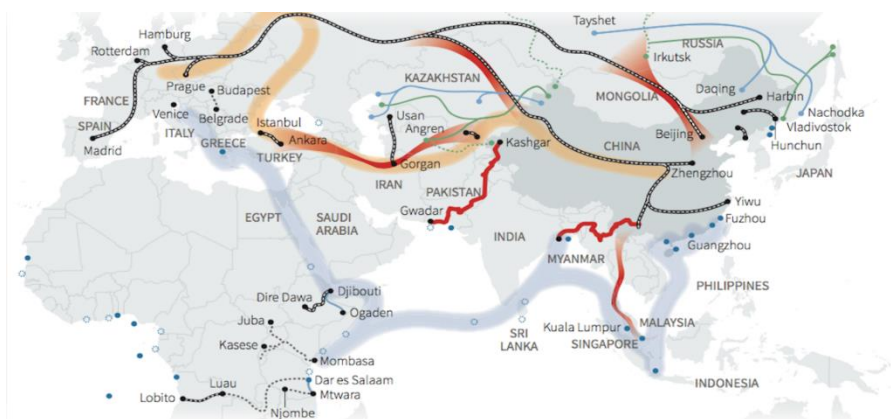 Hamburg
Tayshet
Rotterdam
RUSSIA
Irkutsk
KAZAKHSTAN
Prague
Budapest
Daqing
Harbin
FRANCE
MONGOLIA
Usan
Venice
Belgrade
Istanbul
Angren
Nachodka
SPAIN
ITALY
Beijing
Vladivostok
Madrid
GREECE
Ankara
Kashgar
CHINA
Hunchun
TURKEY
Gorgan
Zhengzhou
JAPAN
IRAN
PAKISTAN
Yiwu
EGYPT
SAUDI
ARABIA
Gwadar
Fuzhou
INDIA
Guangzhou
MYANMAR
PHILIPPINES
Dire Dawa
Djibouti
Ogaden
Juba
SRI
LANKA
Kuala Lumpur
MALAYSIA
Kasese
SINGAPORE
Mombasa
Dar es Salaam
Luau
INDONESIA
Lobito
Mtwara
Njombe